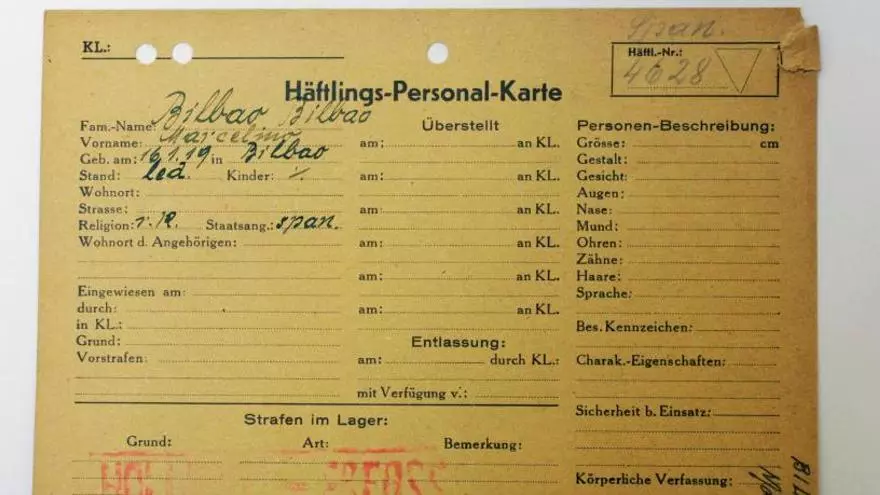 KL.:
Span.
Häftl.-Nr.:
4628
Häftlings-Personal-Karte
Fam.-Name: Bilbao Bilbao
Vorname: Marcelino
Geb. am: 16.1.19 in Bilbao
Stand: led Kinder: ./.
Wohnort:
Strasse:
Religion: r.k. Staatsang.: span.
Wohnort d. Angehörigen:
Eingewiesen am:
durch:
in KL.:
Grund:
Vorstrafen:
Überstellt
am: an KL.
am: an KL.
am: an KL.
am: an KL.
am: an KL.
am: an KL.
Entlassung:
am: durch KL.:
mit Verfügung v.:
Personen-Beschreibung:
Grösse: cm
Gestalt:
Gesicht:
Augen:
Nase:
Mund:
Ohren:
Zähne:
Haare:
Sprache:
Bes. Kennzeichen:
Charak.-Eigenschaften:
Sicherheit b. Einsatz:
Körperliche Verfassung:
Strafen im Lager:
Grund: Art: Bemerkung: